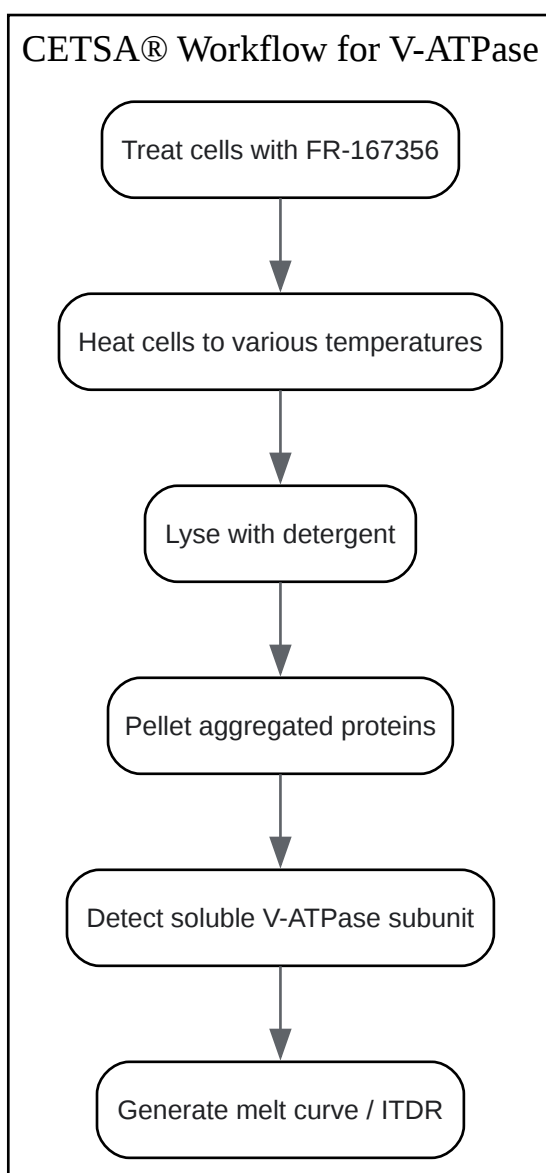 CETSA® Workflow for V-ATPase
Treat cells with FR-167356
Heat cells to various temperatures
Lyse with detergent
Pellet aggregated proteins
Detect soluble V-ATPase subunit
Generate melt curve / ITDR